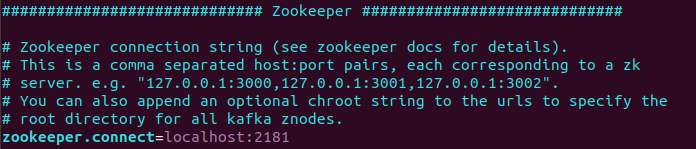 ############################# Zookeeper #############################
# Zookeeper connection string (see zookeeper docs for details).
# This is a comma separated host:port pairs, each corresponding to a zk
# server. e.g. "127.0.0.1:3000,127.0.0.1:3001,127.0.0.1:3002".
# You can also append an optional chroot string to the urls to specify the
# root directory for all kafka znodes.
zookeeper.connect=localhost:2181